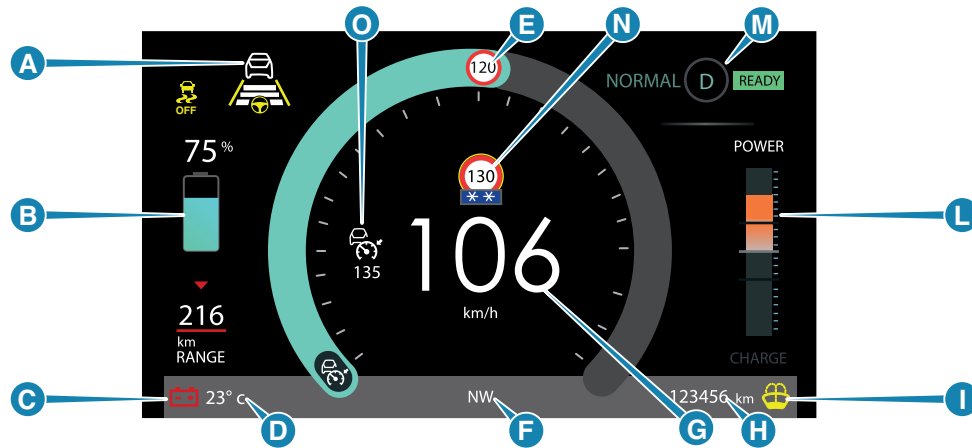 O
E
N
M
A
120
NORMAL D READY
OFF
75 %
POWER
130
B
L
106
135
km/h
216
km
RANGE
CHARGE
C
23° c
NW
123456 km
I
D
F
G
H